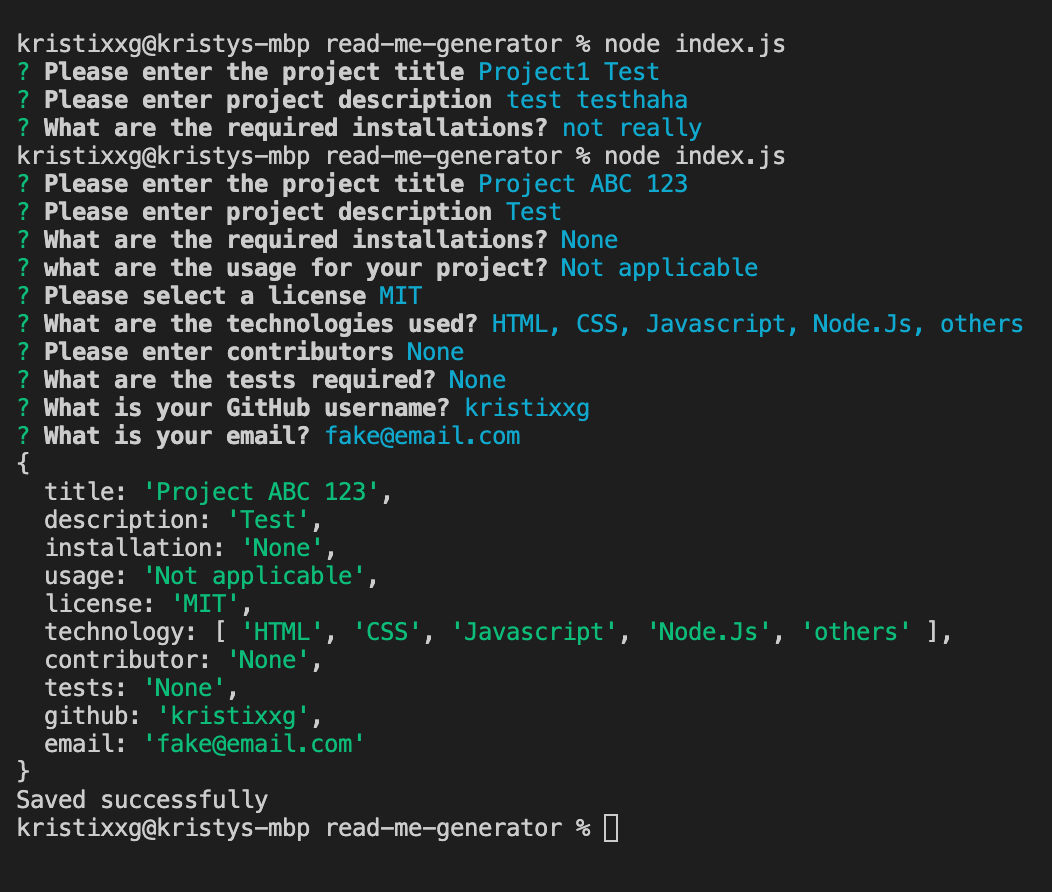 kristixxg@kristys-mbp read-me-generator % node index.js
? Please enter the project title Project1 Test
? Please enter project description test testhaha
? What are the required installations? not really
kristixxg@kristys-mbp read-me-generator % node index.js
? Please enter the project title Project ABC 123
? Please enter project description Test
? What are the required installations? None
? what are the usage for your project? Not applicable
? Please select a license MIT
? What are the technologies used? HTML, CSS, Javascript, Node.Js, others
? Please enter contributors None
? What are the tests required? None
? What is your GitHub username? kristixxg
? What is your email? fake@email.com
{
  title: 'Project ABC 123',
  description: 'Test',
  installation: 'None',
  usage: 'Not applicable',
  license: 'MIT',
  technology: [ 'HTML', 'CSS', 'Javascript', 'Node.Js', 'others' ],
  contributor: 'None',
  tests: 'None',
  github: 'kristixxg',
  email: 'fake@email.com'
}
Saved successfully
kristixxg@kristys-mbp read-me-generator %